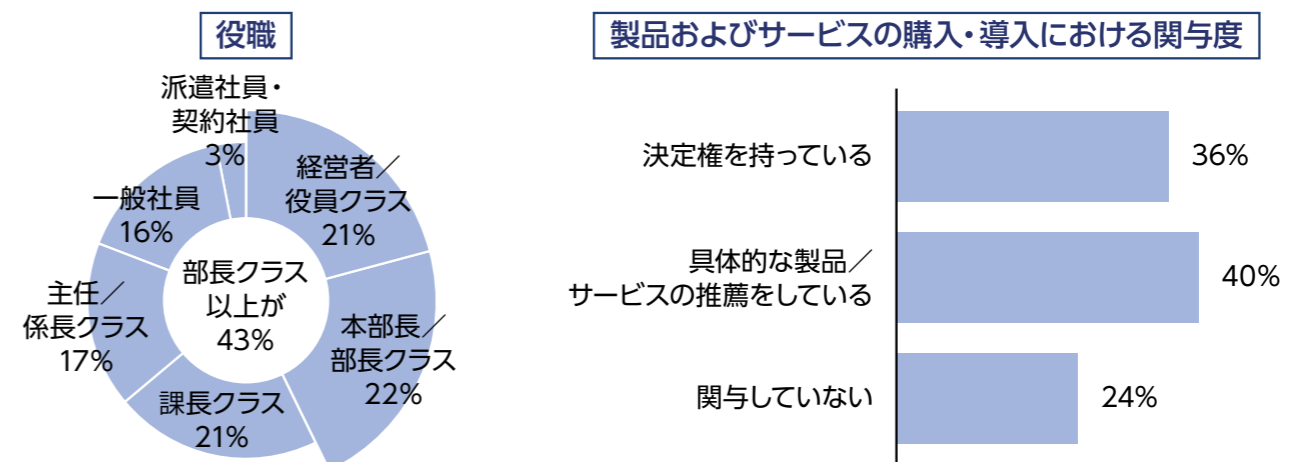 役職
派遣社員・
契約社員
3%
経営者／
役員クラス
21%
一般社員
16%
部長クラス
以上が
43%
主任／
係長クラス
17%
本部長／
部長クラス
22%
課長クラス
21%
製品およびサービスの購入・導入における関与度
決定権を持っている
36%
具体的な製品／
サービスの推薦をしている
40%
関与していない
24%